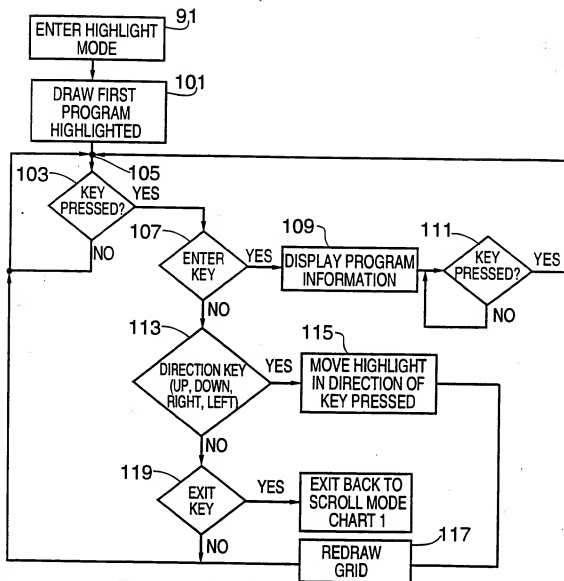 91
ENTER HIGHLIGHT
MODE
101
DRAW FIRST
PROGRAM
HIGHLIGHTED
103
105
KEY
PRESSED?
YES
NO
107
ENTER
KEY
YES
NO
109
DISPLAY PROGRAM
INFORMATION
111
KEY
PRESSED?
YES
NO
113
DIRECTION KEY
(UP, DOWN,
RIGHT, LEFT)
YES
NO
115
MOVE HIGHLIGHT
IN DIRECTION OF
KEY PRESSED
119
EXIT
KEY
YES
NO
EXIT BACK TO
SCROLL MODE
CHART 1
117
REDRAW
GRID